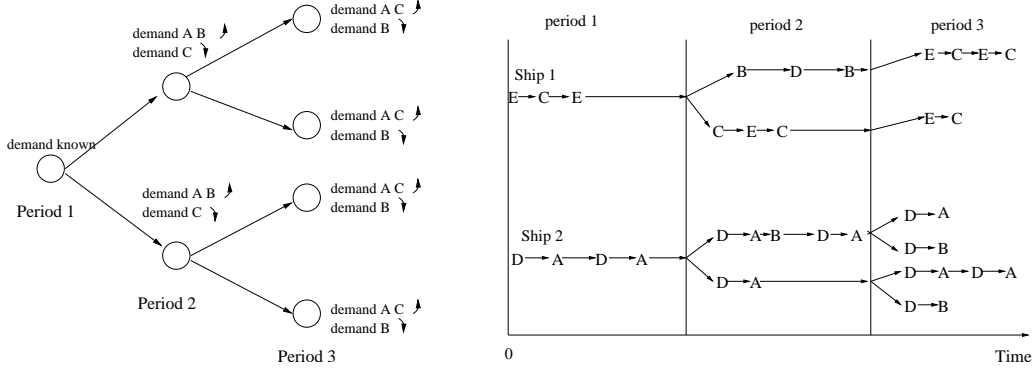 demand A C
demand B
demand A B
demand C
demand A C
demand B
demand known
Period 1
demand A B
demand C
demand A C
demand B
Period 2
demand A C
demand B
Period 3
period 1
period 2
period 3
Ship 1
E C E
B D B
E C E C
C E C
E C
Ship 2
D A D A
D A B D A
D A
D B
D A
D A D A
D B
0
Time